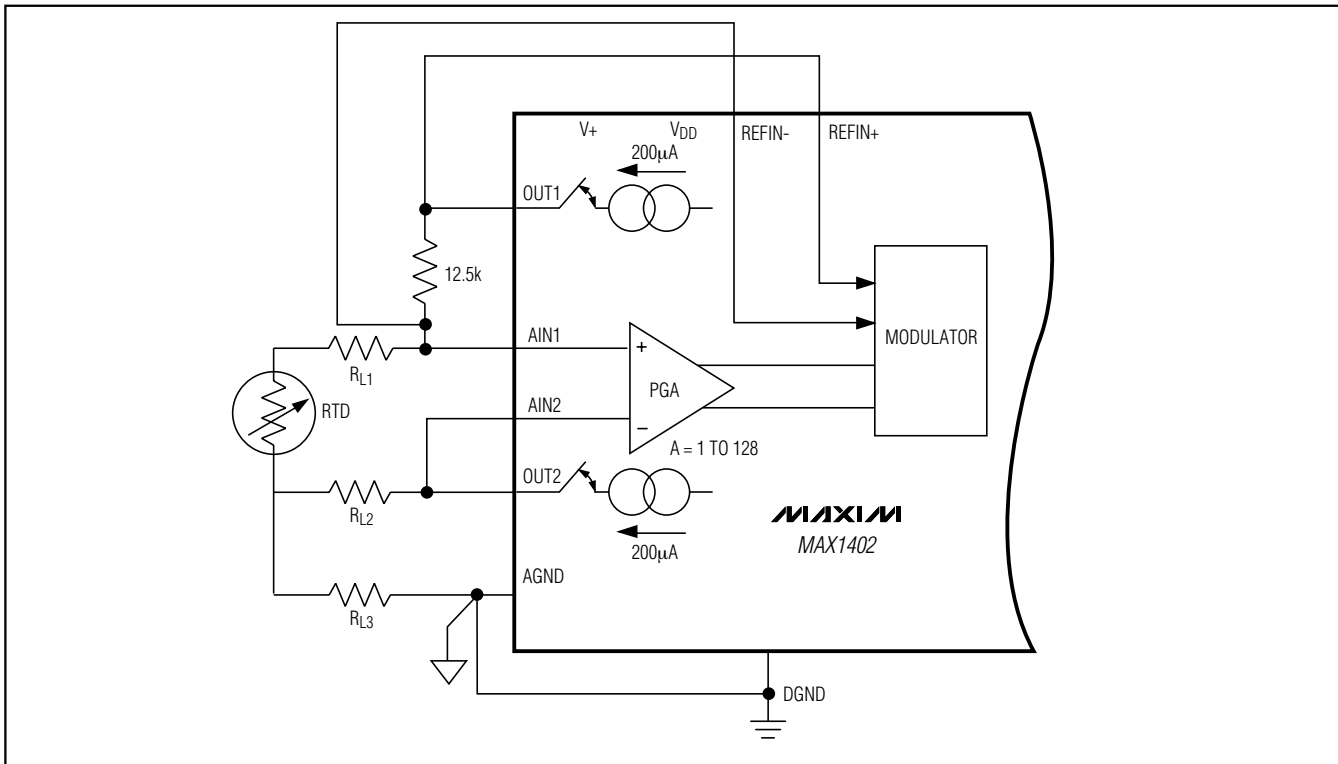 V+
VDD
REFIN-
REFIN+
200µA
OUT1
12.5k
MODULATOR
AIN1
+
RL1
PGA
RTD
AIN2
−
A = 1 TO 128
OUT2
RL2
MAXIM
MAX1402
200µA
AGND
RL3
DGND